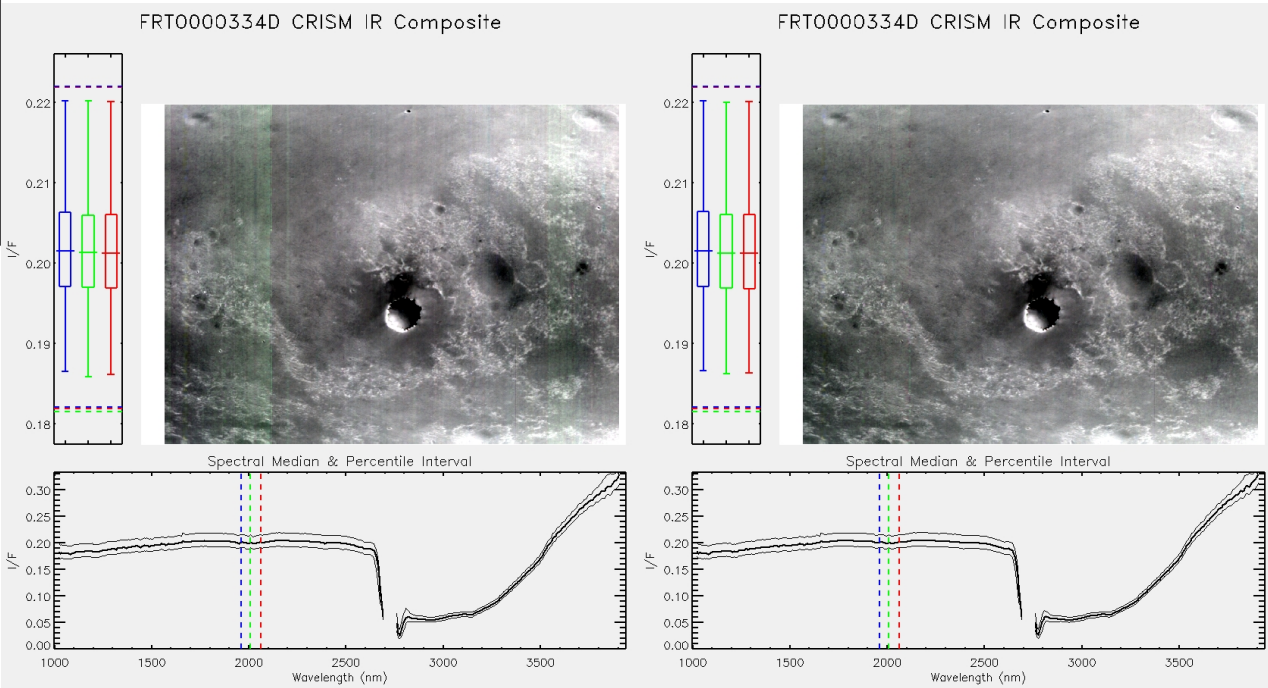 FRT0000334D CRISM IR Composite
0.22
0.21
0.20
0.19
0.18
I/F
Spectral Median & Percentile Interval
0.30
0.25
0.20
0.15
0.10
0.05
0.00
I/F
1000 1500 2000 2500 3000 3500
Wavelength (nm)
FRT0000334D CRISM IR Composite
0.22
0.21
0.20
0.19
0.18
I/F
Spectral Median & Percentile Interval
0.30
0.25
0.20
0.15
0.10
0.05
0.00
I/F
1000 1500 2000 2500 3000 3500
Wavelength (nm)